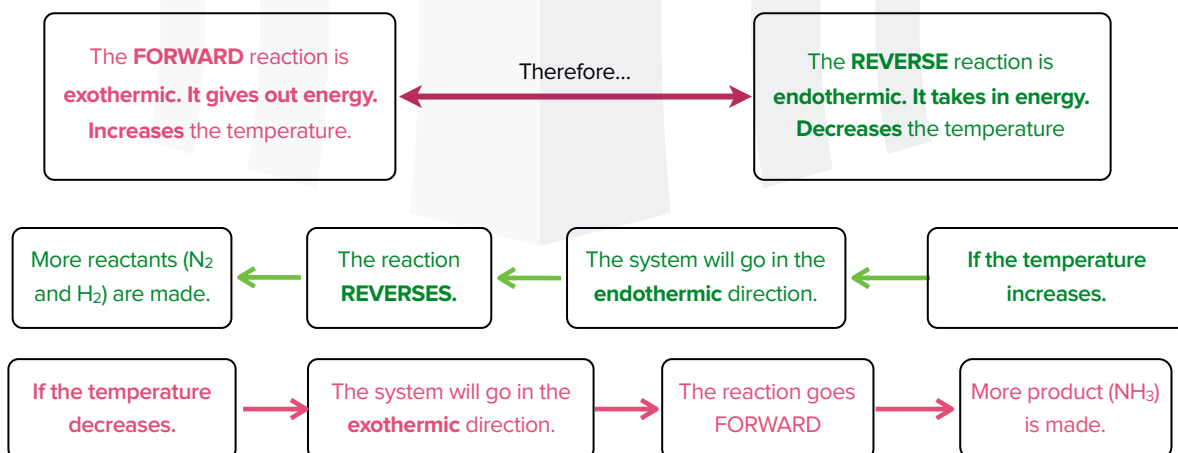 The FORWARD reaction is
exothermic. It gives out energy.
Increases the temperature.
Therefore...
The REVERSE reaction is
endothermic. It takes in energy.
Decreases the temperature
More reactants (N₂
and H₂) are made.
The reaction
REVERSES.
The system will go in the
endothermic direction.
If the temperature
increases.
If the temperature
decreases.
The system will go in the
exothermic direction.
The reaction goes
FORWARD
More product (NH₃)
is made.